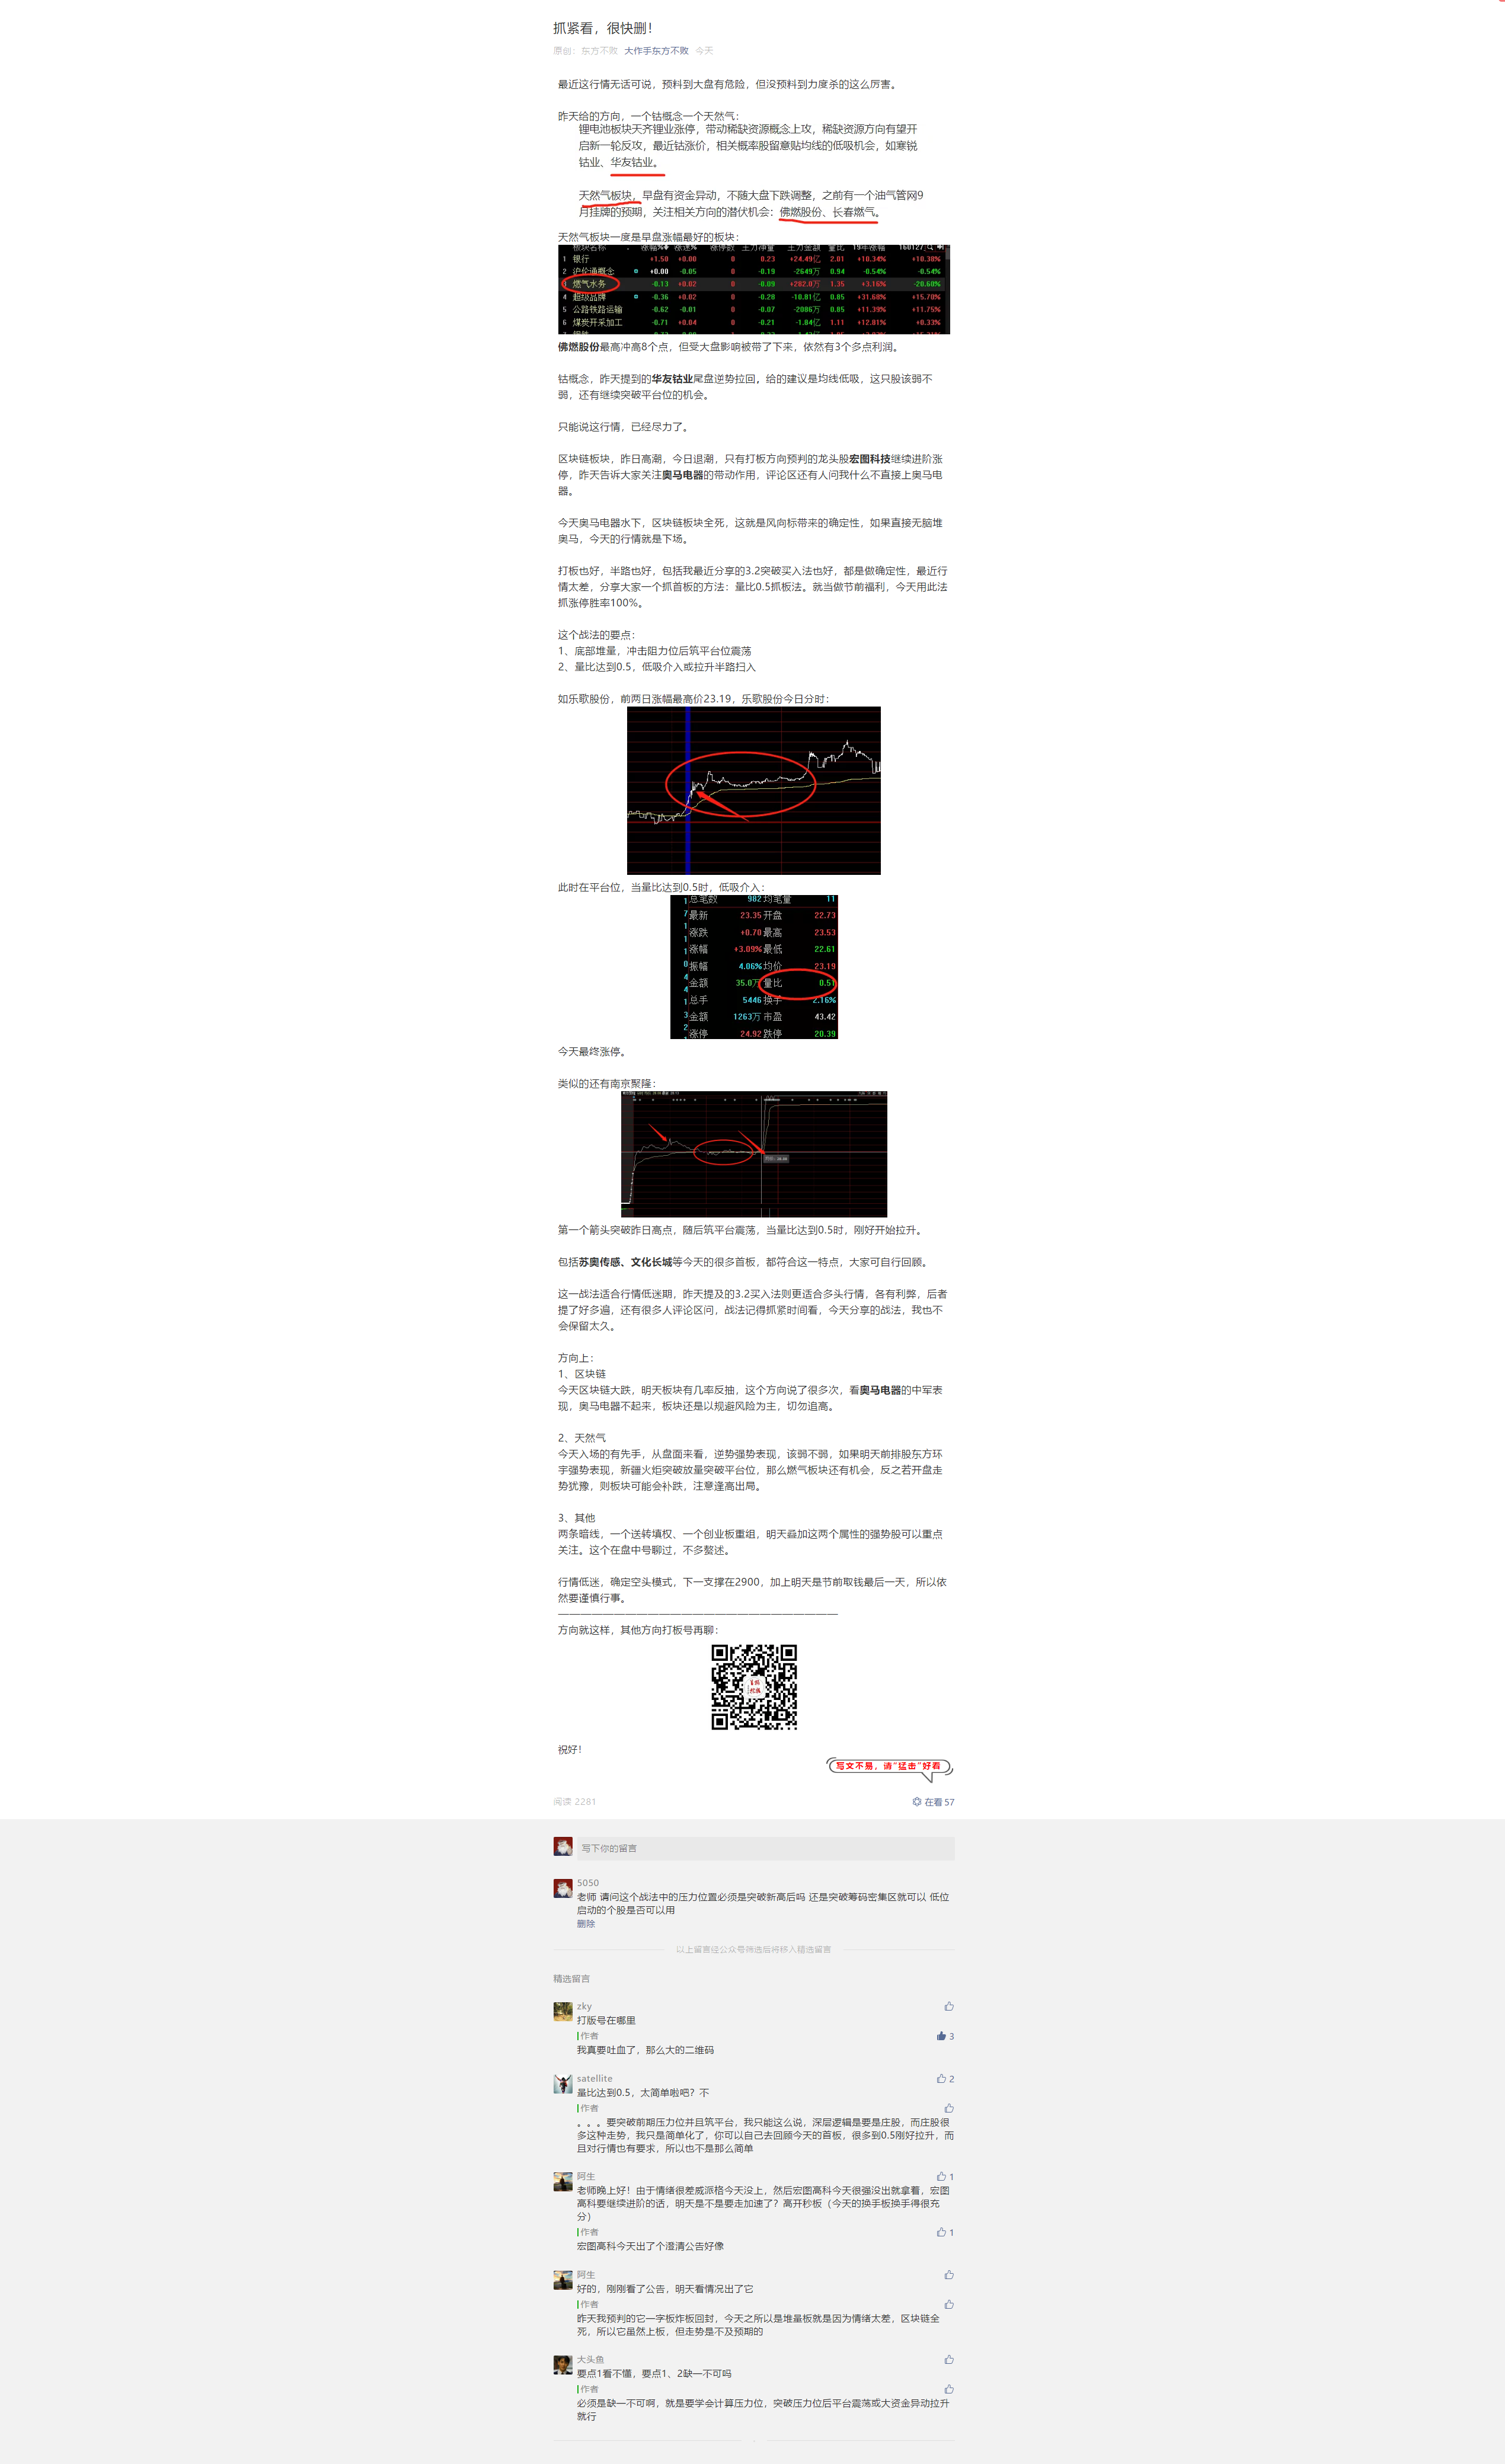 抓紧看，很快删！
原创：东方不败 大作手东方不败 今天
最近这行情无话可说，预料到大盘有危险，但没预料到力度杀的这么厉害。
昨天给的方向，一个钴概念一个天然气：
锂电池板块天齐锂业涨停，带动稀缺资源概念上攻，稀缺资源方向有望开
启新一轮反攻，最近钴涨价，相关概率股留意贴均线的低吸机会，如寒锐
钴业、华友钴业。
天然气板块，早盘有资金异动，不随大盘下跌调整，之前有一个油气管网9
月挂牌的预期，关注相关方向的潜伏机会：佛燃股份、长春燃气。
天然气板块一度是早盘涨幅最好的板块：
板块名称 涨幅% 涨速% 涨停数 主力净量 主力金额 量比 19年涨幅 160127
1 银行 +1.50 +0.00 0 0.23 +24.49亿 2.01 +10.34% +10.38%
2 沪伦通概念 +0.00 -0.05 0 -0.19 -2649万 0.94 -0.54% -0.54%
3 燃气水务 -0.13 +0.02 0 -0.09 +282.0万 1.35 +3.16% -20.60%
4 超级品牌 -0.36 +0.02 0 -0.28 -10.81亿 0.85 +31.68% +15.70%
5 公路铁路运输 -0.62 -0.01 0 -0.07 -2086万 0.85 +11.39% +11.75%
6 煤炭开采加工 -0.71 +0.04 0 -0.21 -1.84亿 1.11 +12.01% +0.33%
佛燃股份最高冲高8个点，但受大盘影响被带了下来，依然有3个多点利润。
钴概念，昨天提到的华友钴业尾盘逆势拉回，给的建议是均线低吸，这只股该弱不
弱，还有继续突破平台位的机会。
只能说这行情，已经尽力了。
区块链板块，昨日高潮，今日退潮，只有打板方向预判的龙头股宏图科技继续进阶涨
停，昨天告诉大家关注奥马电器的带动作用，评论区还有人问我什么不直接上奥马电
器。
今天奥马电器水下，区块链板块全死，这就是风向标带来的确定性，如果直接无脑堆
奥马，今天的行情就是下场。
打板也好，半路也好，包括我最近分享的3.2突破买入法也好，都是做确定性，最近行
情太差，分享大家一个抓首板的方法：量比0.5抓板法。就当做节前福利，今天用此法
抓涨停胜率100%。
这个战法的要点：
1、底部堆量，冲击阻力位后筑平台位震荡
2、量比达到0.5，低吸介入或拉升半路扫入
如乐歌股份，前两日涨幅最高价23.19，乐歌股份今日分时：
此时在平台位，当量比达到0.5时，低吸介入：
总笔数 982 均笔量 11
最新 23.35 开盘 22.73
涨跌 +0.70 最高 23.53
涨幅 +3.09% 最低 22.61
振幅 4.06% 均价 23.19
金额 35.0万 量比 0.51
总手 5446 换手 2.16%
金额 1263万 市盈 43.42
涨停 24.92 跌停 20.39
今天最终涨停。
类似的还有南京聚隆：
第一个箭头突破昨日高点，随后筑平台震荡，当量比达到0.5时，刚好开始拉升。
包括苏奥传感、文化长城等今天的很多首板，都符合这一特点，大家可自行回顾。
这一战法适合行情低迷期，昨天提及的3.2买入法则更适合多头行情，各有利弊，后者
提了好多遍，还有很多人评论区问，战法记得抓紧时间看，今天分享的战法，我也不
会保留太久。
方向上：
1、区块链
今天区块链大跌，明天板块有几率反抽，这个方向说了很多次，看奥马电器的中军表
现，奥马电器不起来，板块还是以规避风险为主，切勿追高。
2、天然气
今天入场的有先手，从盘面来看，逆势强势表现，该弱不弱，如果明天前排股东方环
宇强势表现，新疆火炬突破放量突破平台位，那么燃气板块还有机会，反之若开盘走
势犹豫，则板块可能会补跌，注意逢高出局。
3、其他
两条暗线，一个送转填权、一个创业板重组，明天叠加这两个属性的强势股可以重点
关注。这个在盘中号聊过，不多赘述。
行情低迷，确定空头模式，下一支撑在2900，加上明天是节前取钱最后一天，所以依
然要谨慎行事。
—————————————————————————
方向就这样，其他方向打板号再聊：
祝好！
写文不易，请“猛击”好看
阅读 2281 在看 57
写下你的留言
5050
老师 请问这个战法中的压力位置必须是突破新高后吗 还是突破筹码密集区就可以 低位
启动的个股是否可以用
删除
以上留言经公众号筛选后将移入精选留言
精选留言
zky
打版号在哪里
作者 3
我真要吐血了，那么大的二维码
satellite 2
量比达到0.5，太简单啦吧？不
作者
。。。要突破前期压力位并且筑平台，我只能这么说，深层逻辑是要是庄股，而庄股很
多这种走势，我只是简单化了，你可以自己去回顾今天的首板，很多到0.5刚好拉升，而
且对行情也有要求，所以也不是那么简单
阿生 1
老师晚上好！由于情绪很差威派格今天没上，然后宏图高科今天很强没出就拿着，宏图
高科要继续进阶的话，明天是不是要走加速了？高开秒板（今天的换手板换手得很充
分）
作者 1
宏图高科今天出了个澄清公告好像
阿生
好的，刚刚看了公告，明天看情况出了它
作者
昨天我预判的它一字板炸板回封，今天之所以是堆量板就是因为情绪太差，区块链全
死，所以它虽然上板，但走势是不及预期的
大头鱼
要点1看不懂，要点1、2缺一不可吗
作者
必须是缺一不可啊，就是要学会计算压力位，突破压力位后平台震荡或大资金异动拉升
就行